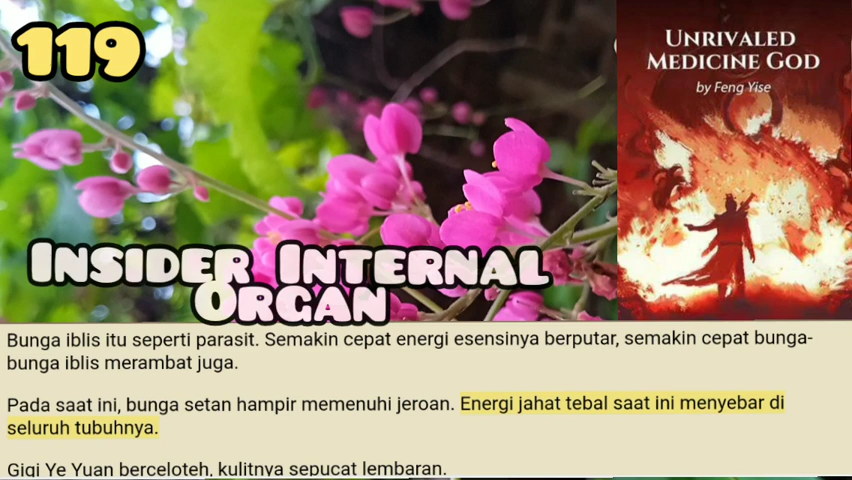 119
UNRIVALED
MEDICINE GOD
by Feng Yise
INSIDER INTERNAL
ORGAN
Bunga iblis itu seperti parasit. Semakin cepat energi esensinya berputar, semakin cepat bunga-
bunga iblis merambat juga.
Pada saat ini, bunga setan hampir memenuhi jeroan. Energi jahat tebal saat ini menyebar di
seluruh tubuhnya.
Gigi Ye Yuan berceloteh, kulitnya sepucat lembaran.